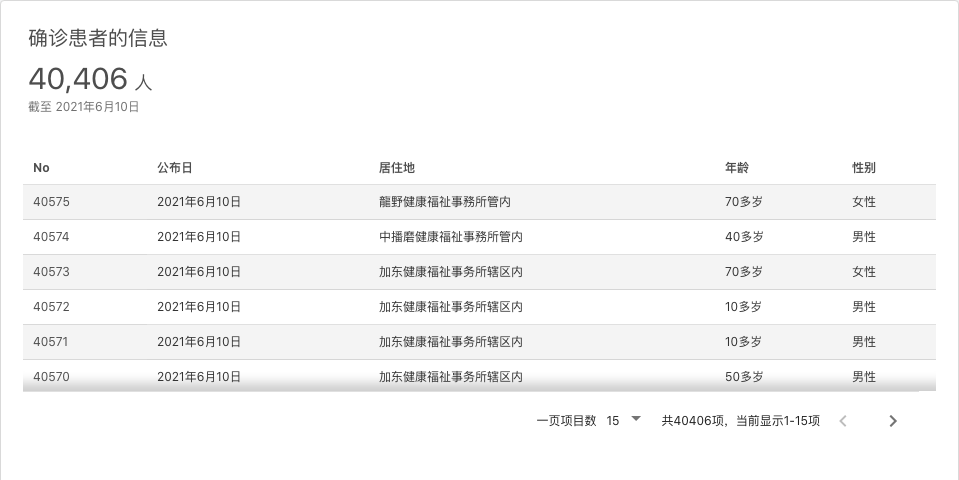 确诊患者的信息
40,406 人
截至 2021年6月10日
No 公布日 居住地 年龄 性别
40575 2021年6月10日 龍野健康福祉事務所管内 70多岁 女性
40574 2021年6月10日 中播磨健康福祉事務所管内 40多岁 男性
40573 2021年6月10日 加东健康福祉事务所辖区内 70多岁 女性
40572 2021年6月10日 加东健康福祉事务所辖区内 10多岁 男性
40571 2021年6月10日 加东健康福祉事务所辖区内 10多岁 男性
40570 2021年6月10日 加东健康福祉事务所辖区内 50多岁 男性
一页项目数 15 共40406项，当前显示1-15项